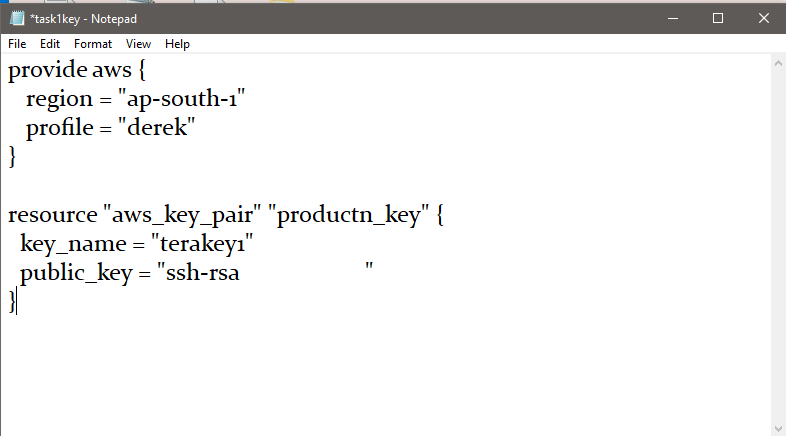 *task1key - Notepad
File Edit Format View Help
provide aws {
region = "ap-south-1"
profile = "derek"
}
resource "aws_key_pair" "productn_key" {
key_name = "terakey1"
public_key = "ssh-rsa "
}